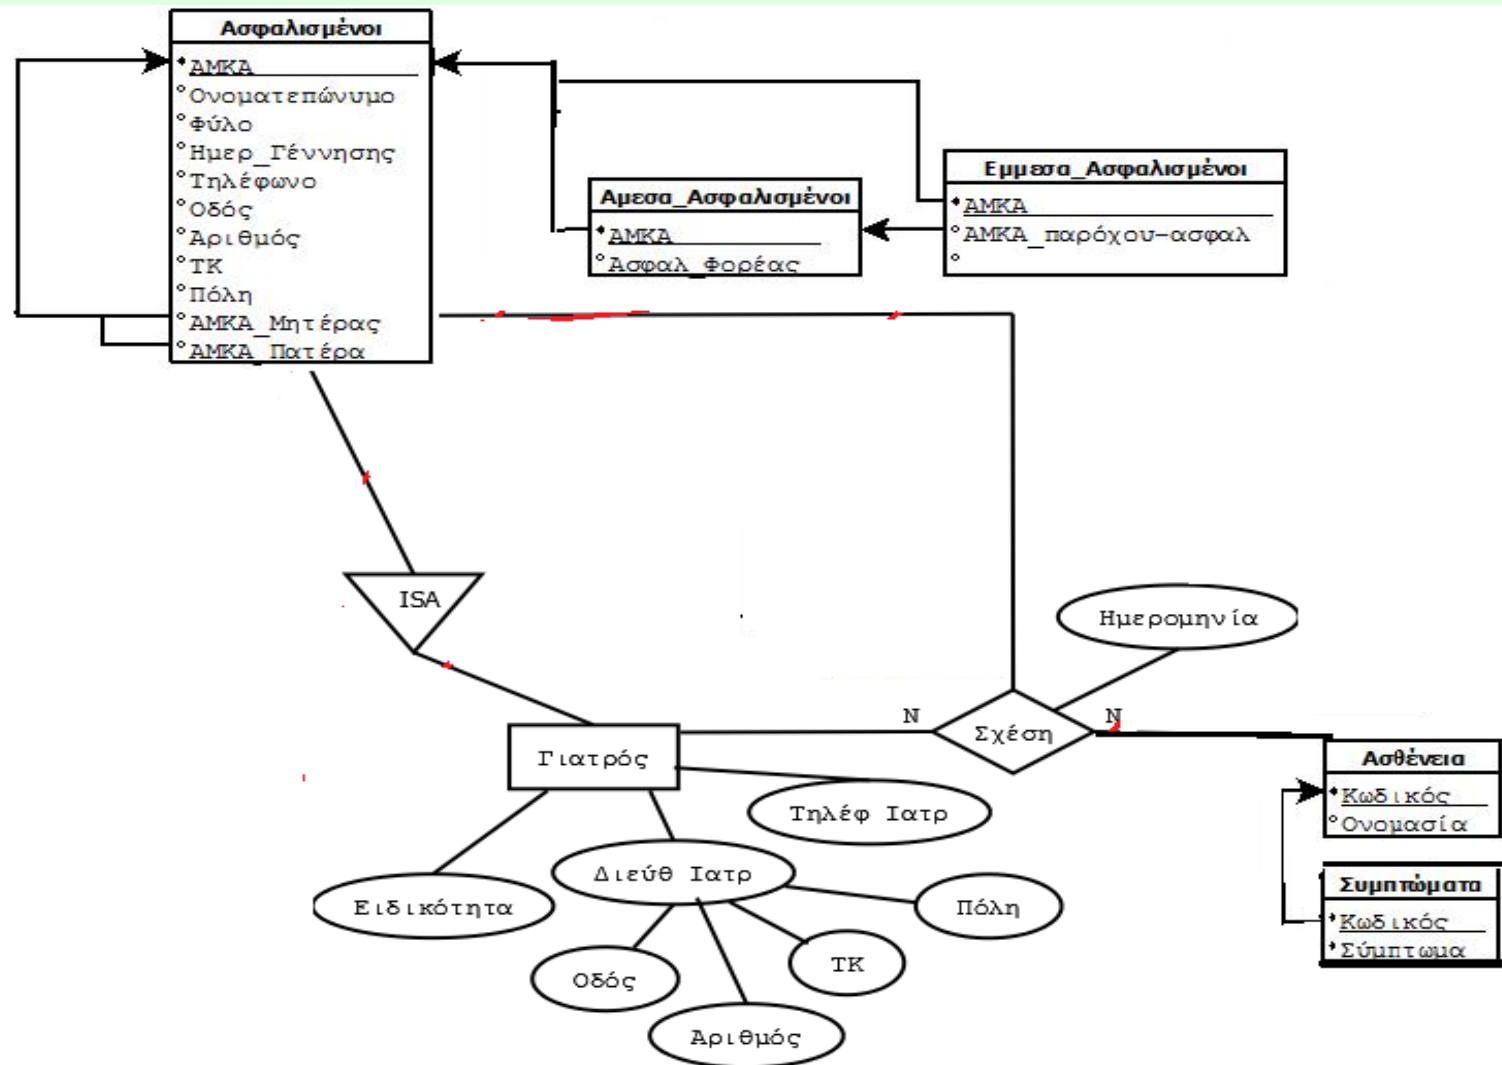 Ασφαλισμένοι
ΑΜΚΑ
Ονοματεπώνυμο
Φύλο
Ημερ_Γέννησης
Τηλέφωνο
Οδός
Αριθμός
ΤΚ
Πόλη
ΑΜΚΑ_Μητέρας
ΑΜΚΑ_Πατέρα
Αμεσα_Ασφαλισμένοι
ΑΜΚΑ
Ασφαλ_Φορέας
Εμμεσα_Ασφαλισμένοι
ΑΜΚΑ
ΑΜΚΑ_παρόχου-ασφαλ
ISA
Ημερομηνία
N
Σχέση
N
Γιατρός
Τηλέφ Ιατρ
Διεύθ Ιατρ
Ειδικότητα
Πόλη
ΤΚ
Οδός
Αριθμός
Ασθένεια
Κωδικός
Ονομασία
Συμπτώματα
Κωδικός
Σύμπτωμα